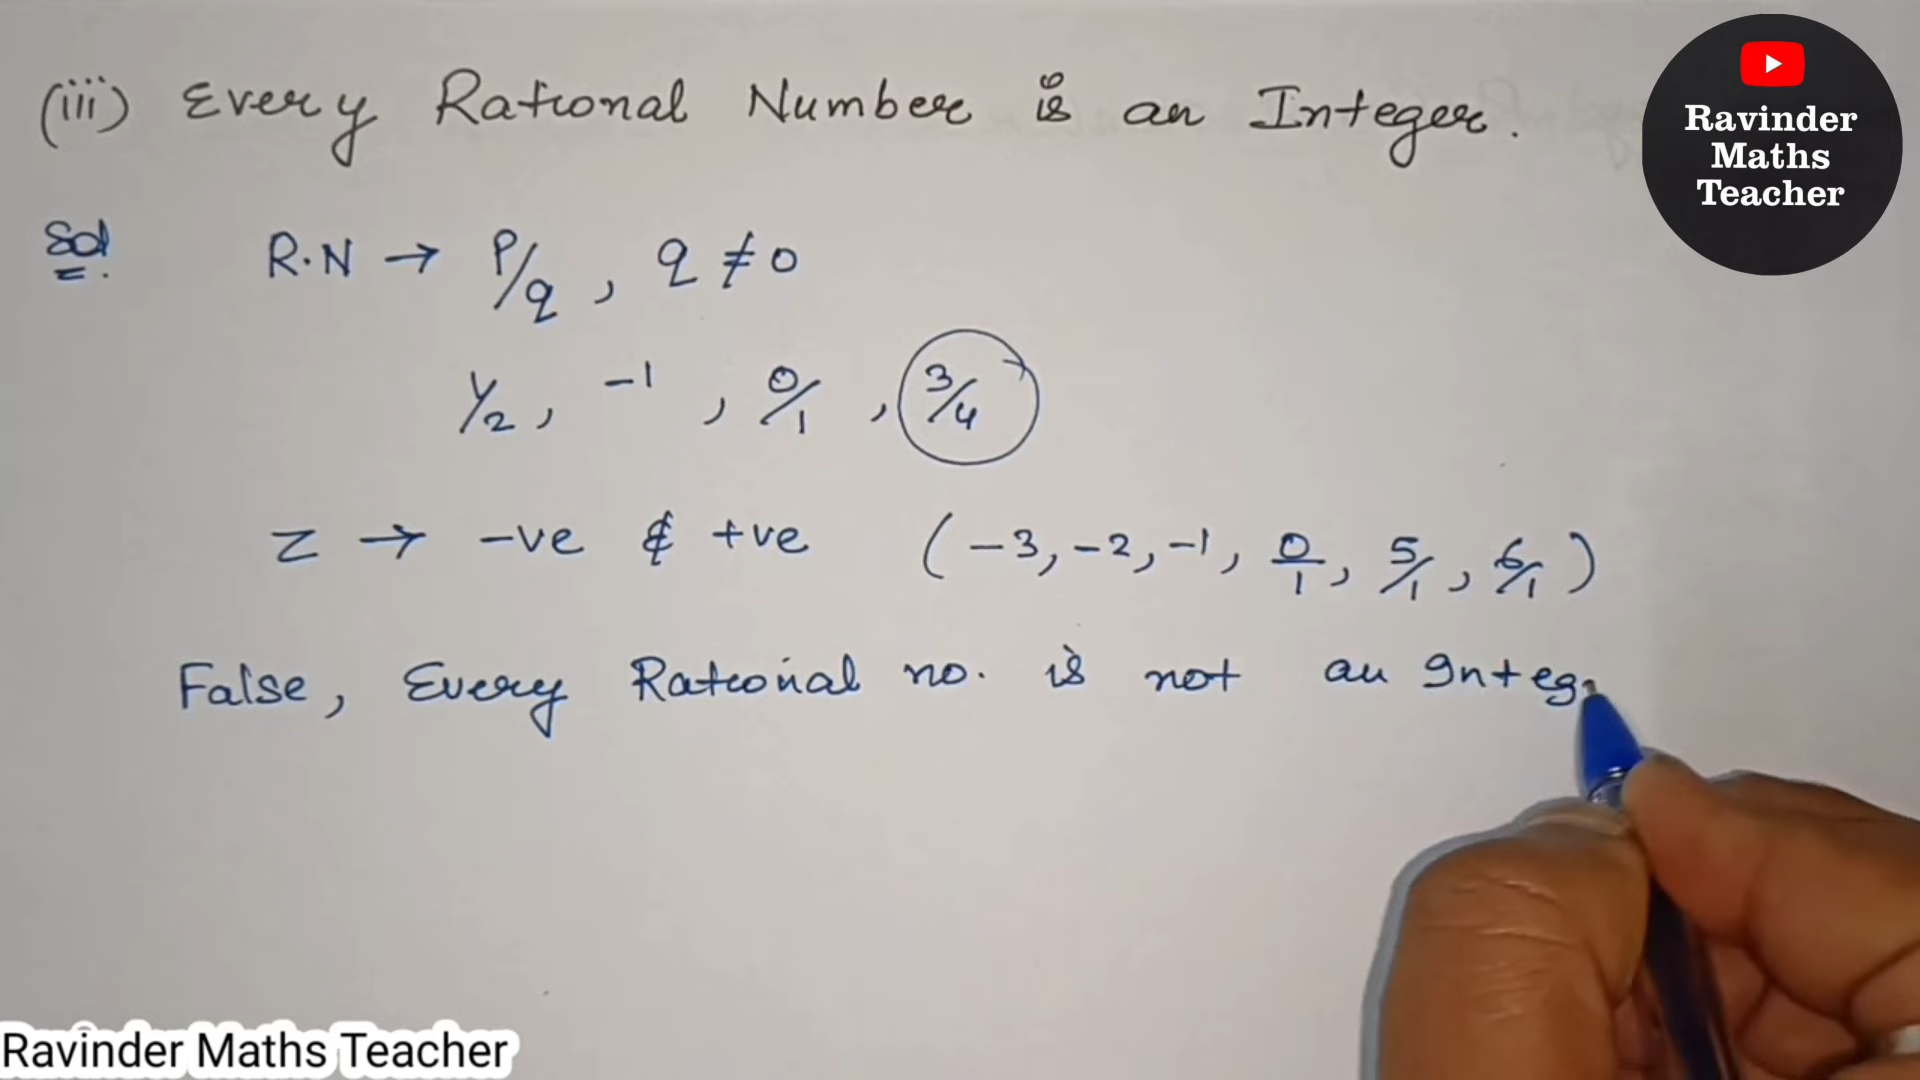 (iii) Every Rational Number is an Integer.
Ravinder
Maths
Teacher
Sol.
R.N → P/q , q ≠ 0
1/2, -1, 0/1, 3/4
Z → -ve & +ve (-3, -2, -1, 0/1, 5/1, 6/1)
False, Every Rational no. is not an Integ
Ravinder Maths Teacher